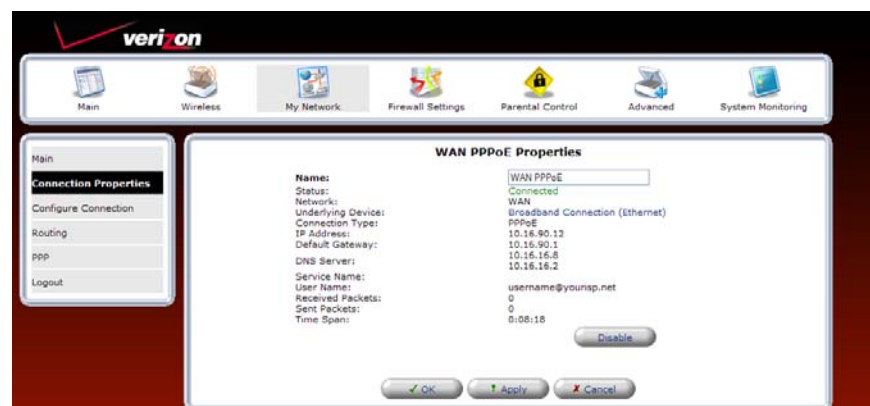 verizon
Main
Wireless
My Network
Firewall Settings
Parental Control
Advanced
System Monitoring
Main
Connection Properties
Configure Connection
Routing
PPP
Logout
WAN PPPoE Properties
Name: WAN PPPoE
Status: Connected
Network: WAN
Underlying Device: Broadband Connection (Ethernet)
Connection Type: PPPoE
IP Address: 10.16.90.12
Default Gateway: 10.16.90.1
DNS Server: 10.16.16.8
10.16.16.2
Service Name:
User Name: username@yourisp.net
Received Packets: 0
Sent Packets: 0
Time Span: 0:08:18
Disable
OK
Apply
Cancel